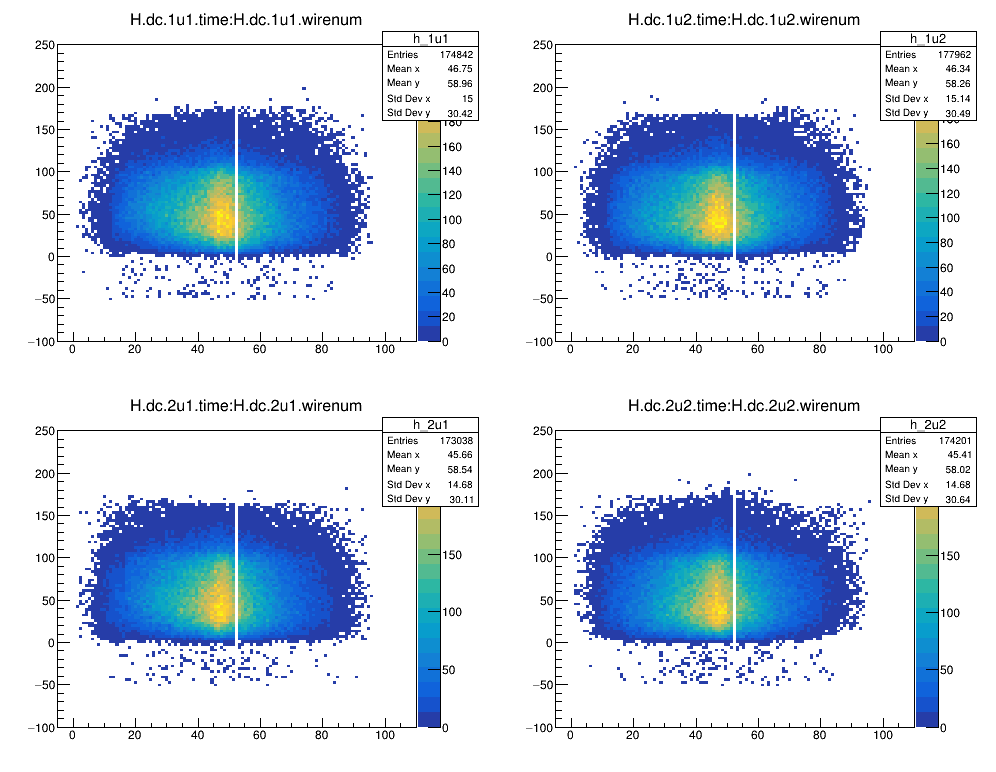 H.dc.1u1.time:H.dc.1u1.wirenum
h_1u1
Entries 174842
Mean x 46.75
Mean y 58.96
Std Dev x 15
Std Dev y 30.42
250
200
150
100
50
0
−50
−100
0 20 40 60 80 100
180
160
140
120
100
80
60
40
20
0
H.dc.1u2.time:H.dc.1u2.wirenum
h_1u2
Entries 177962
Mean x 46.34
Mean y 58.26
Std Dev x 15.14
Std Dev y 30.49
250
200
150
100
50
0
−50
−100
0 20 40 60 80 100
160
140
120
100
80
60
40
20
0
H.dc.2u1.time:H.dc.2u1.wirenum
h_2u1
Entries 173038
Mean x 45.66
Mean y 58.54
Std Dev x 14.68
Std Dev y 30.11
250
200
150
100
50
0
−50
−100
0 20 40 60 80 100
150
100
50
0
H.dc.2u2.time:H.dc.2u2.wirenum
h_2u2
Entries 174201
Mean x 45.41
Mean y 58.02
Std Dev x 14.68
Std Dev y 30.64
250
200
150
100
50
0
−50
−100
0 20 40 60 80 100
150
100
50
0